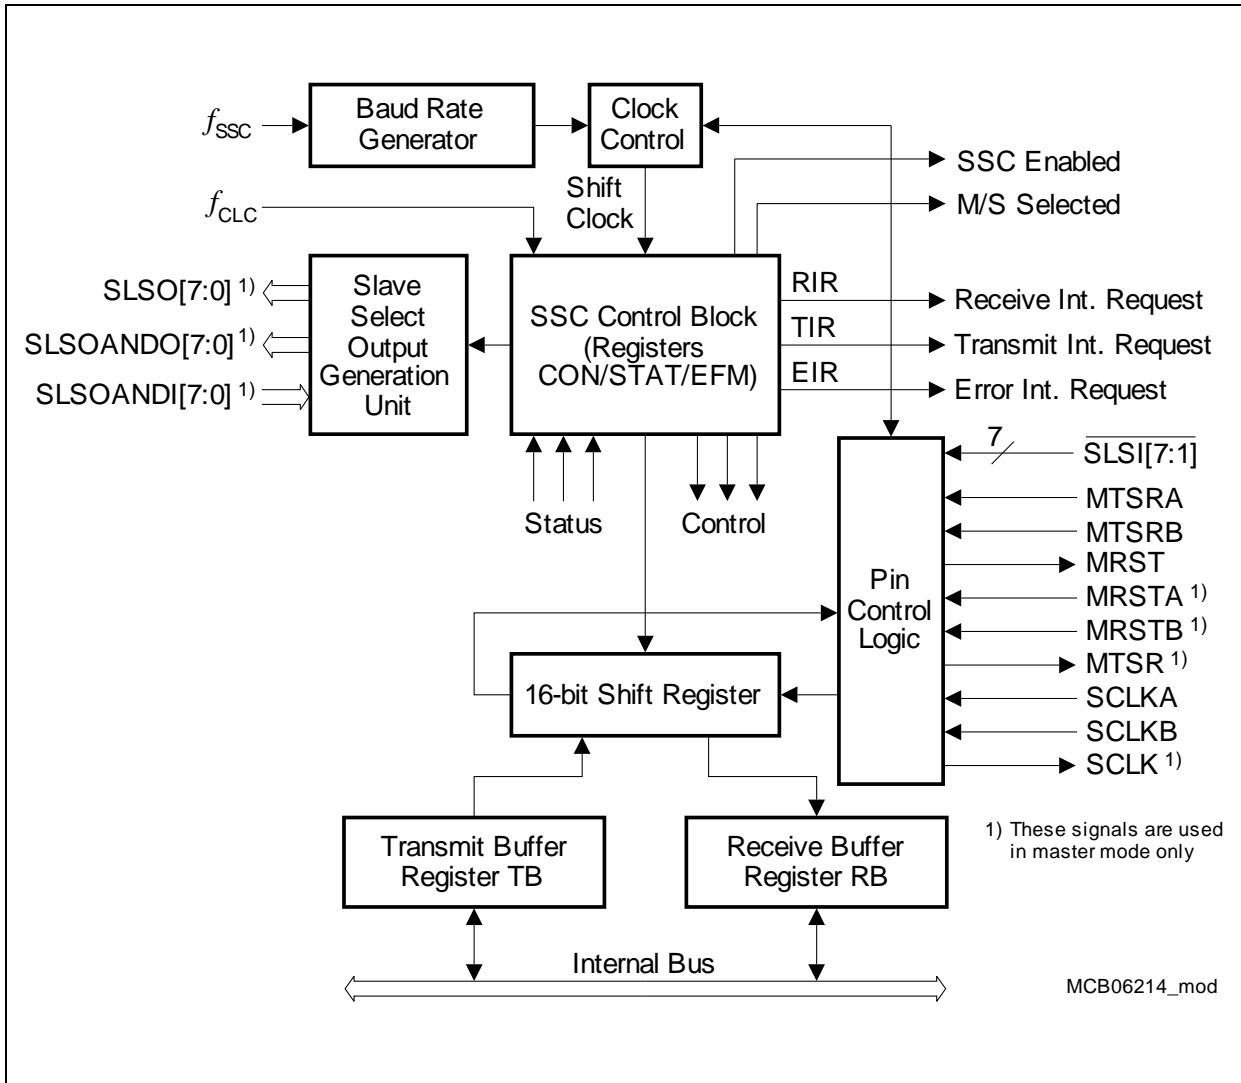 fSSC
Baud Rate
Generator
Clock
Control
SSC Enabled
M/S Selected
fCLC
Shift
Clock
SLSO[7:0] 1)
SLSOANDO[7:0] 1)
SLSOANDI[7:0] 1)
Slave
Select
Output
Generation
Unit
SSC Control Block
(Registers
CON/STAT/EFM)
RIR
TIR
EIR
Receive Int. Request
Transmit Int. Request
Error Int. Request
Status
Control
7
SLSI[7:1]
MTSRA
MTSRB
MRST
MRSTA 1)
MRSTB 1)
MTSR 1)
SCLKA
SCLKB
SCLK 1)
Pin
Control
Logic
16-bit Shift Register
Transmit Buffer
Register TB
Receive Buffer
Register RB
1) These signals are used
in master mode only
Internal Bus
MCB06214_mod